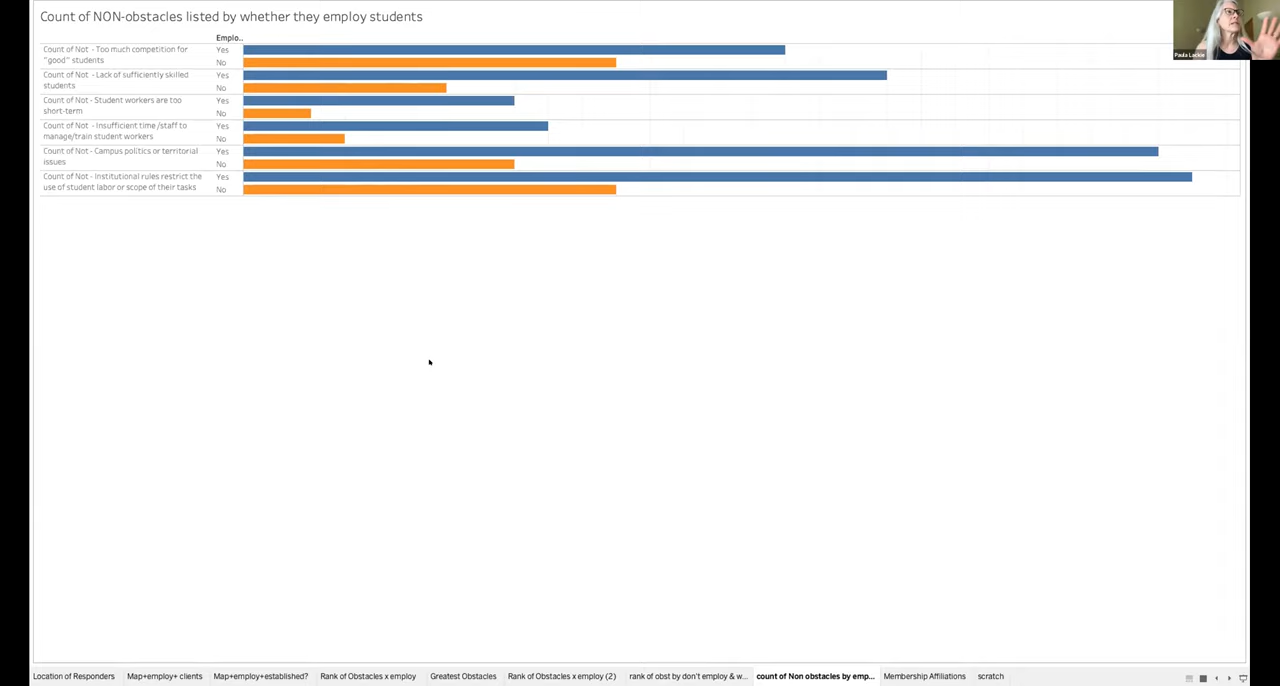 Count of NON-obstacles listed by whether they employ students
Emplo..
Count of Not - Too much competition for
"good" students
Yes
No
Count of Not - Lack of sufficiently skilled
students
Yes
No
Count of Not - Student workers are too
short-term
Yes
No
Count of Not - Insufficient time /staff to
manage/train student workers
Yes
No
Count of Not - Campus politics or territorial
issues
Yes
No
Count of Not - Institutional rules restrict the
use of student labor or scope of their tasks
Yes
No
Paula Lackie
Location of Responders
Map+employ+ clients
Map+employ+established?
Rank of Obstacles x employ
Greatest Obstacles
Rank of Obstacles x employ (2)
rank of obst by don't employ & w...
count of Non obstacles by emp...
Membership Affiliations
scratch